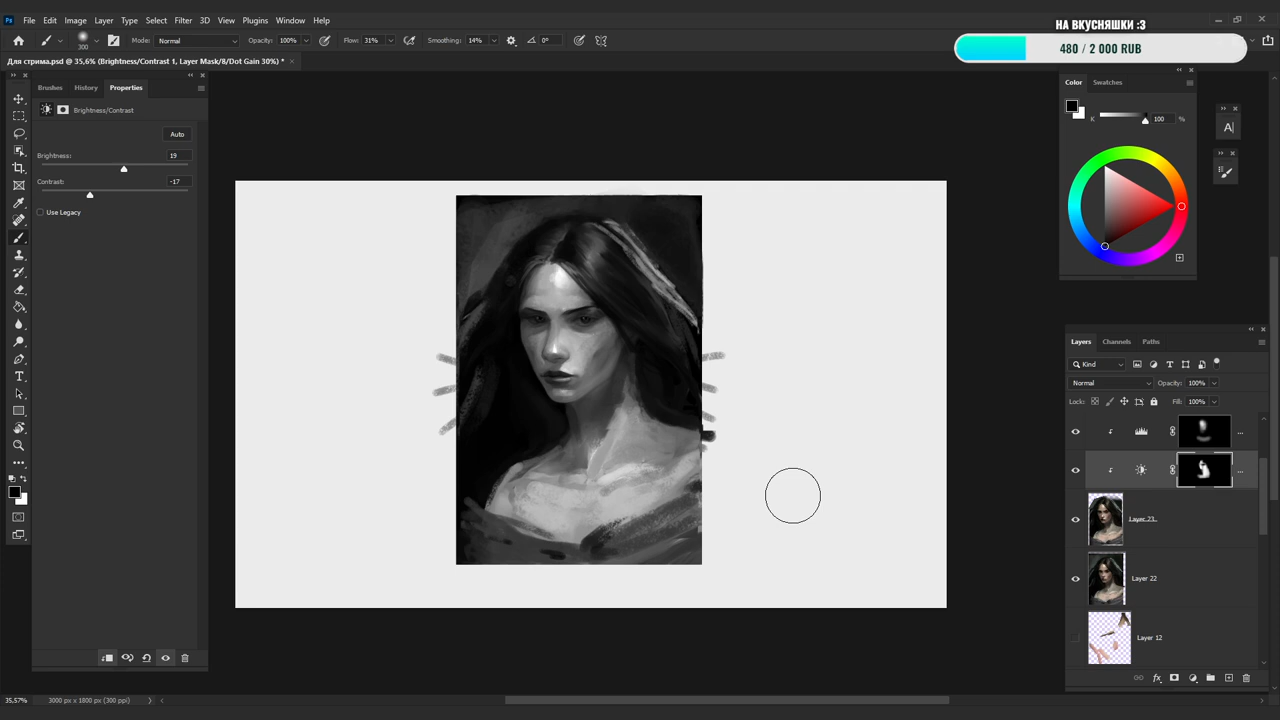 НА ВКУСНЯШКИ :3
480 / 2 000 RUB
Ps File Edit Image Layer Type Select Filter 3D View Plugins Window Help
300 Mode: Normal Opacity: 100% Flow: 31% Smoothing: 14% 0°
Для стрима.psd @ 35,6% (Brightness/Contrast 1, Layer Mask/8/Dot Gain 30%) *
Brushes History Properties
Brightness/Contrast
Auto
Brightness: 19
Contrast: -17
Use Legacy
Color Swatches
K 100 %
A|
Layers Channels Paths
Kind
Normal Opacity: 100%
Lock: Fill: 100%
Layer 23
Layer 22
Layer 12
35,57% 3000 px x 1800 px (300 ppi)